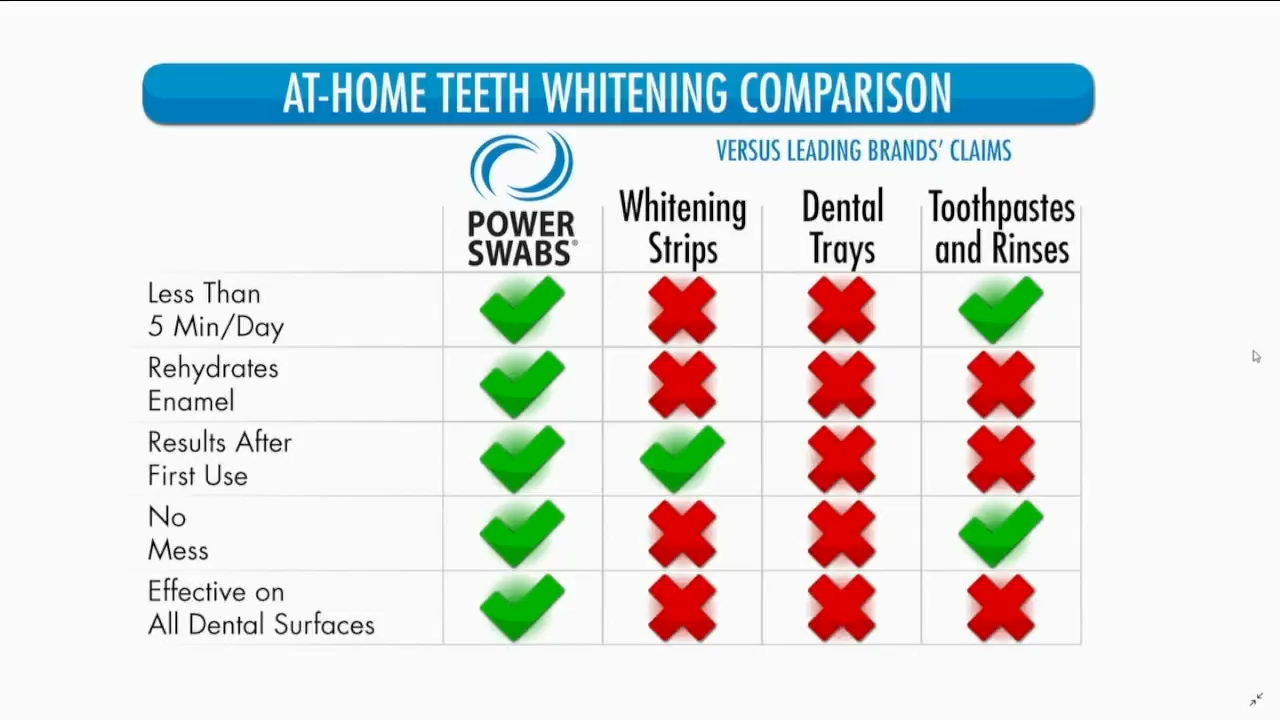 AT-HOME TEETH WHITENING COMPARISON
VERSUS LEADING BRANDS' CLAIMS
POWER
SWABS®
Whitening
Strips
Dental
Trays
Toothpastes
and Rinses
Less Than
5 Min/Day
Rehydrates
Enamel
Results After
First Use
No
Mess
Effective on
All Dental Surfaces